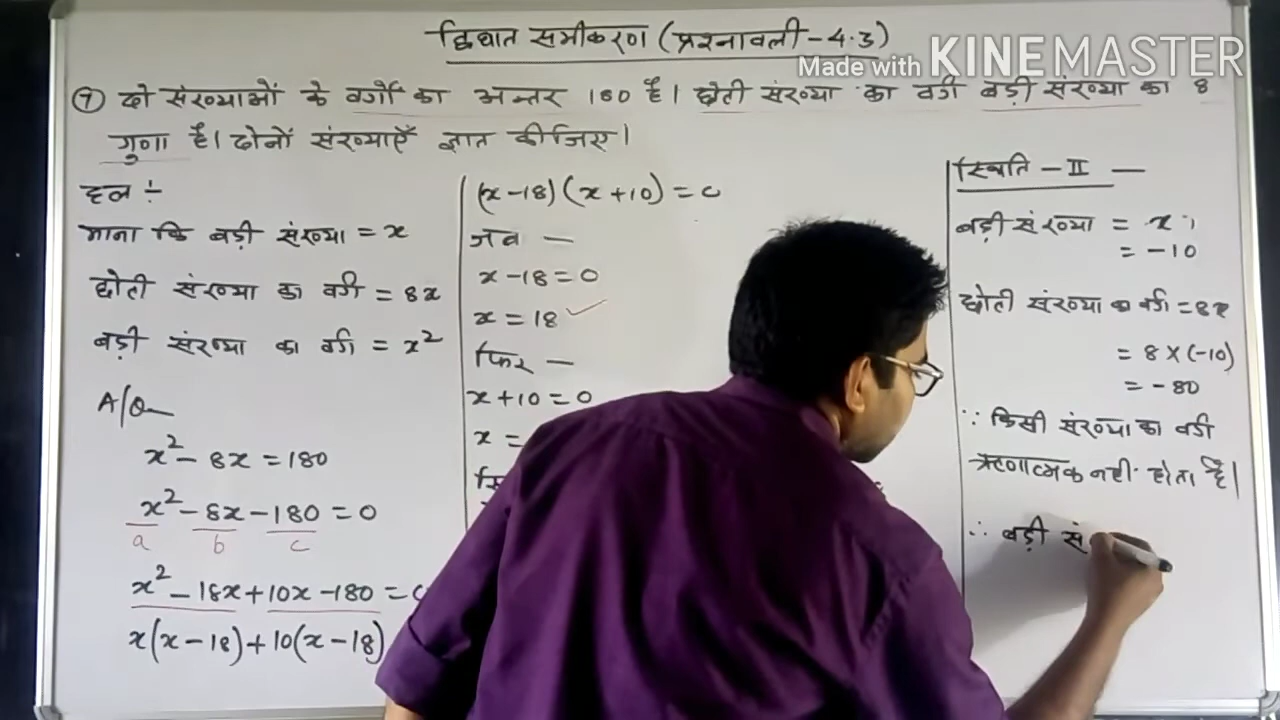 द्विघात समीकरण (प्रश्नावली-4.3)
Made with KINEMASTER
9 दो संख्याओं के वर्गों का अन्तर 180 है। छोटी संख्या का वर्ग बड़ी संख्या का 8
गुणा है। दोनों संख्याएँ ज्ञात कीजिए।
हल ÷
माना कि बड़ी संख्या = x
छोटी संख्या का वर्ग = 8x
बड़ी संख्या का वर्ग = x²
A/Q
x² - 8x = 180
x² - 8x - 180 = 0
a b c
x² - 18x + 10x - 180 = 0
x(x - 18) + 10(x - 18)
(x - 18)(x + 10) = 0
जब —
x - 18 = 0
x = 18 ✓
फिर —
x + 10 = 0
x =
स्थिति - II —
बड़ी संख्या = x
= -10
छोटी संख्या का वर्ग = 8x
= 8 × (-10)
= -80
∵ किसी संख्या का वर्ग
ऋणात्मक नहीं होता है।
∴ बड़ी सं